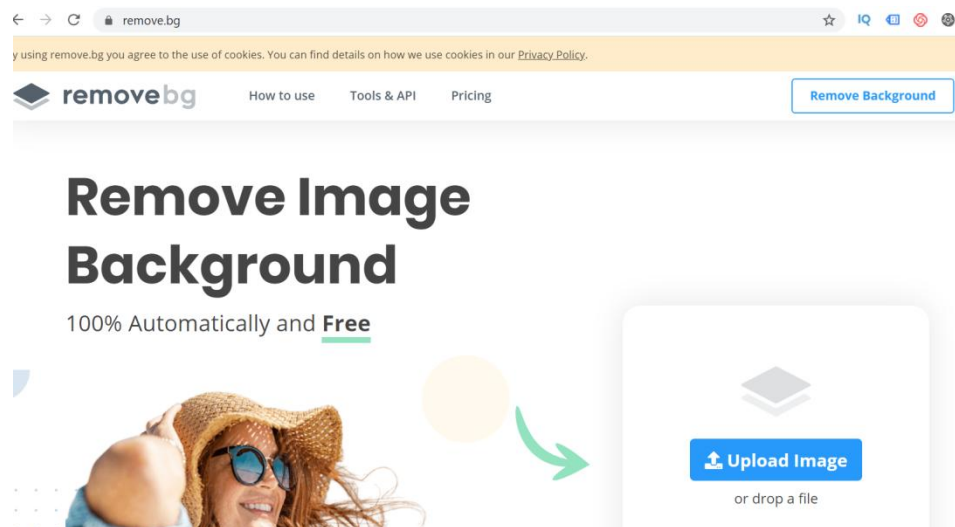 remove.bg
IQ
y using remove.bg you agree to the use of cookies. You can find details on how we use cookies in our Privacy Policy.
removebg
How to use
Tools & API
Pricing
Remove Background
Remove Image
Background
100% Automatically and Free
Upload Image
or drop a file